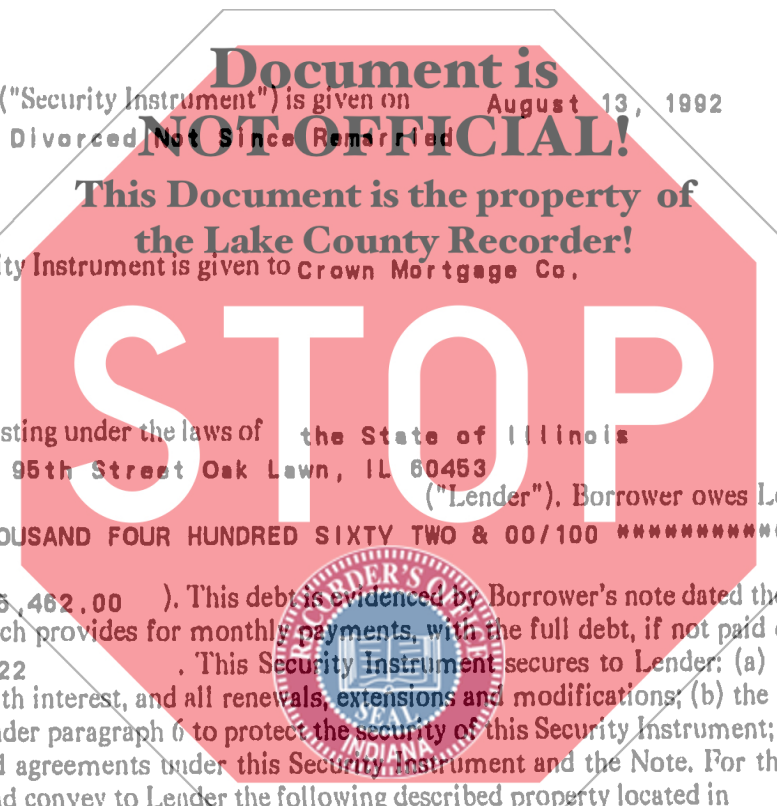 Document is
("Security Instrument") is given on August 13, 1992
Divorced Not Since Remarried
NOT OFFICIAL!
This Document is the property of
the Lake County Recorder!
ity Instrument is given to Crown Mortgage Co.
STOP
sting under the laws of the State of Illinois
95th Street Oak Lawn, IL 60453
("Lender"). Borrower owes Le
OUSAND FOUR HUNDRED SIXTY TWO & 00/100 ************
,462.00 ). This debt is evidenced by Borrower's note dated the
ch provides for monthly payments, with the full debt, if not paid
22 . This Security Instrument secures to Lender: (a)
th interest, and all renewals, extensions and modifications; (b) the
der paragraph 6 to protect the security of this Security Instrument;
d agreements under this Security Instrument and the Note. For th
nd convey to Lender the following described property located in
RECORDER'S OFFICE
SEAL
INDIANA